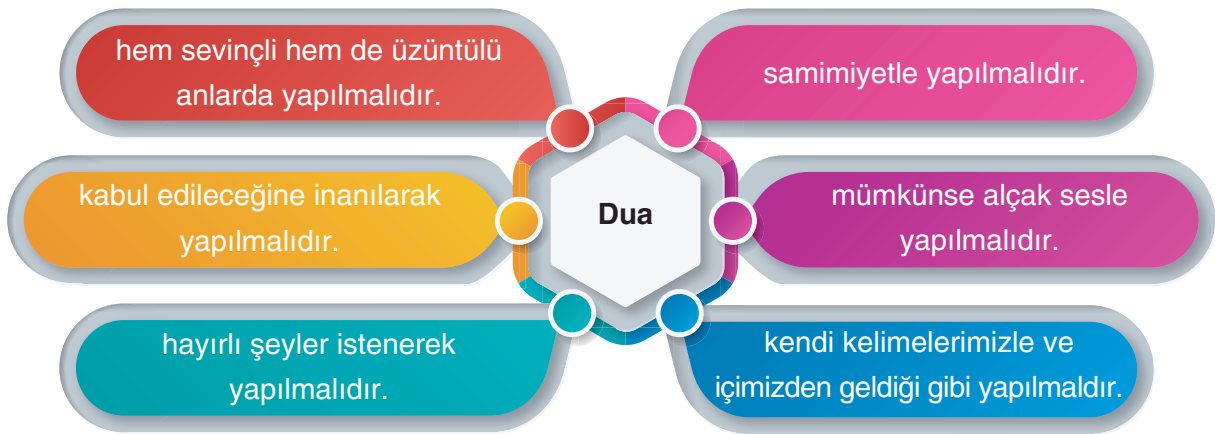 hem sevinçli hem de üzüntülü
anlarda yapılmalıdır.
samimiyetle yapılmalıdır.
kabul edileceğine inanılarak
yapılmalıdır.
Dua
mümkünse alçak sesle
yapılmalıdır.
hayırlı şeyler istenerek
yapılmalıdır.
kendi kelimelerimizle ve
içimizden geldiği gibi yapılmaldır.